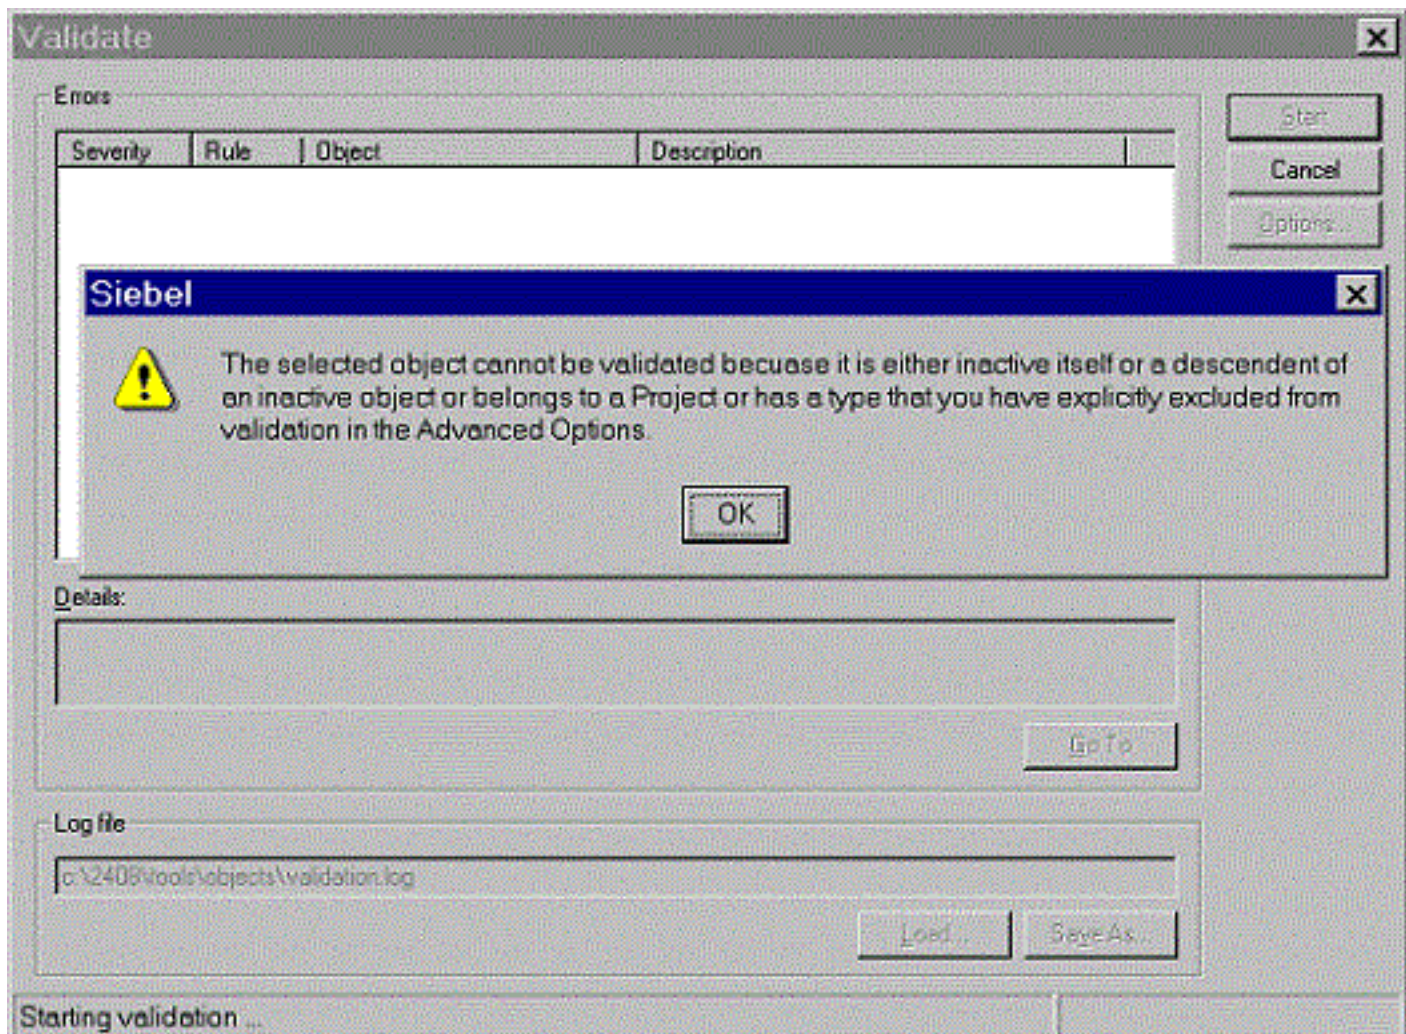 Validate
Errors
Start
Severity Rule Object Description
Cancel
Options...
Siebel
The selected object cannot be validated becuase it is either inactive itself or a descendent of
an inactive object or belongs to a Project or has a type that you have explicitly excluded from
validation in the Advanced Options.
OK
Details:
Go To
Log file
c:\2409\tools\objects\validation.log
Load... Save As...
Starting validation ...